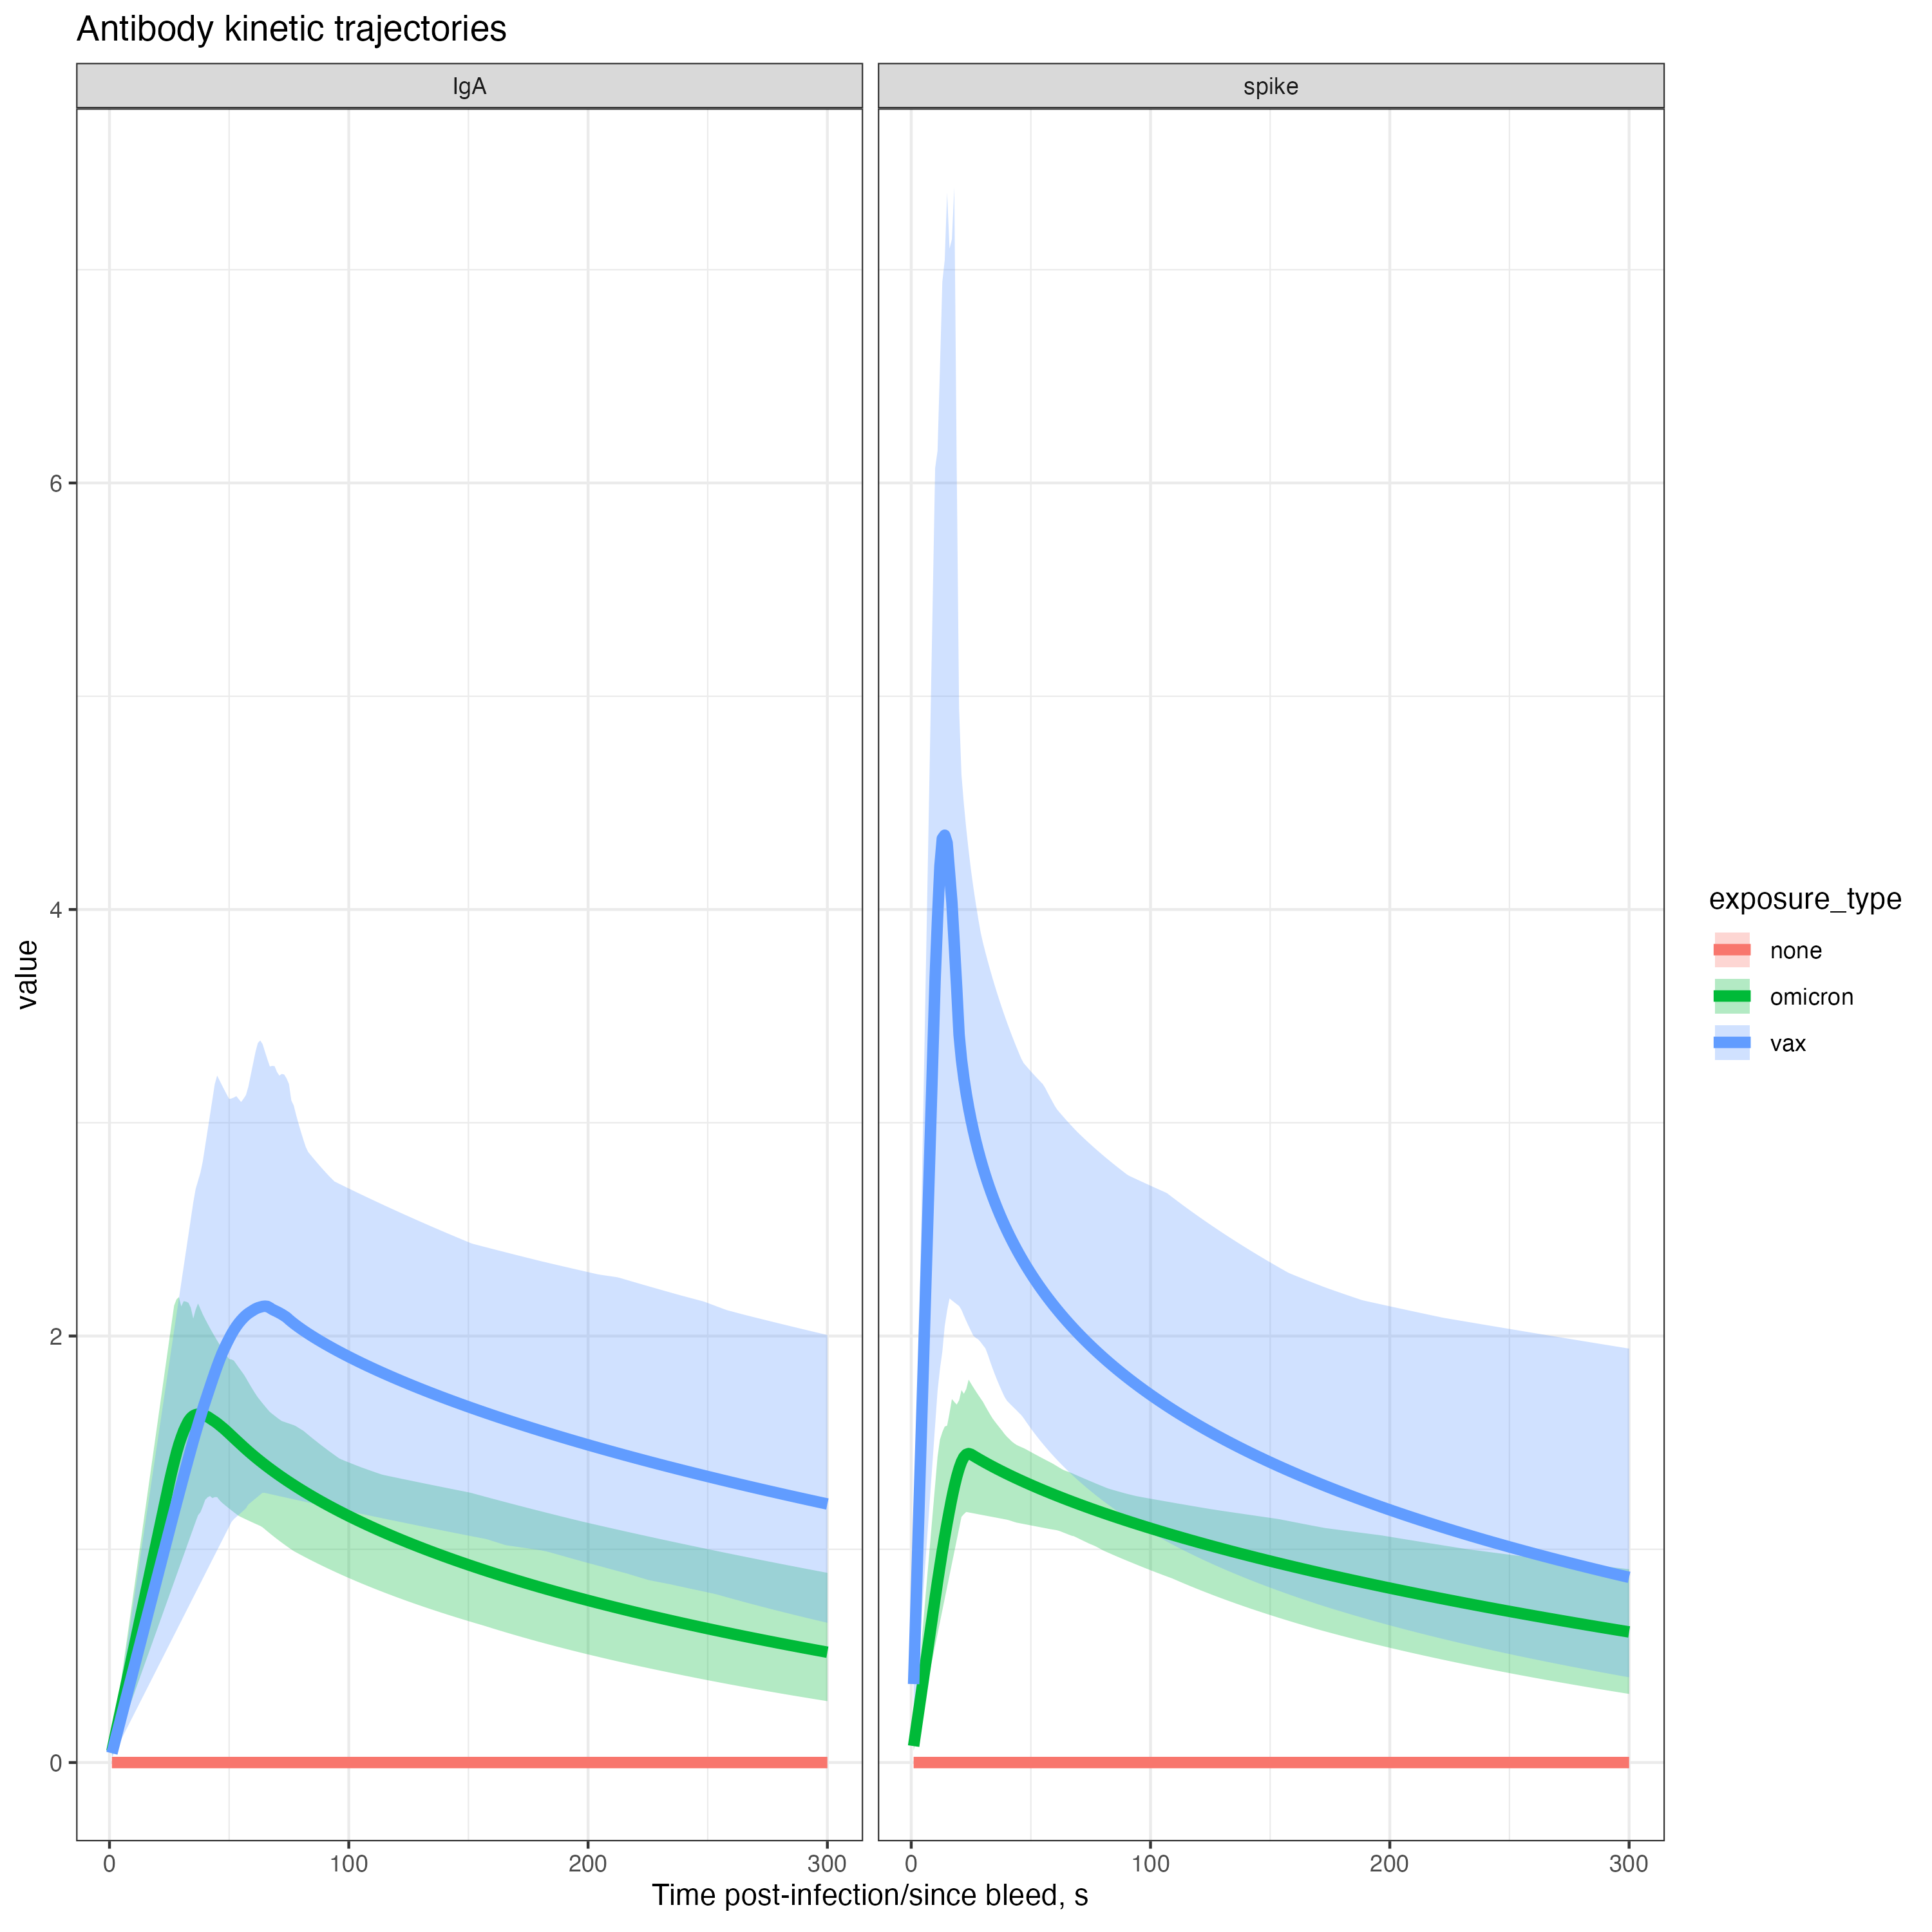 Antibody kinetic trajectories
IgA
spike
value
6
4
2
0
0 100 200 300
0 100 200 300
Time post-infection/since bleed, s
exposure_type
none
omicron
vax